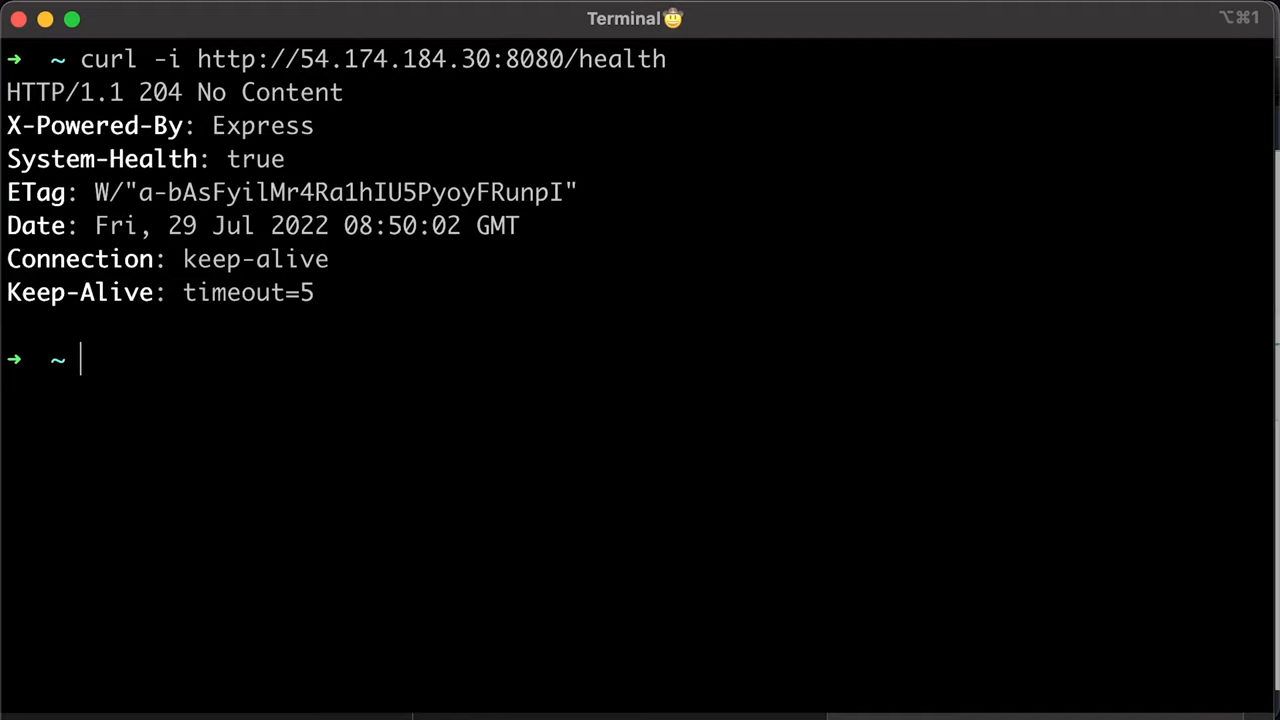 Terminal🤠
⌥⌘1
➜ ~ curl -i http://54.174.184.30:8080/health
HTTP/1.1 204 No Content
X-Powered-By: Express
System-Health: true
ETag: W/"a-bAsFyilMr4Ra1hIU5PyoyFRunpI"
Date: Fri, 29 Jul 2022 08:50:02 GMT
Connection: keep-alive
Keep-Alive: timeout=5
➜ ~